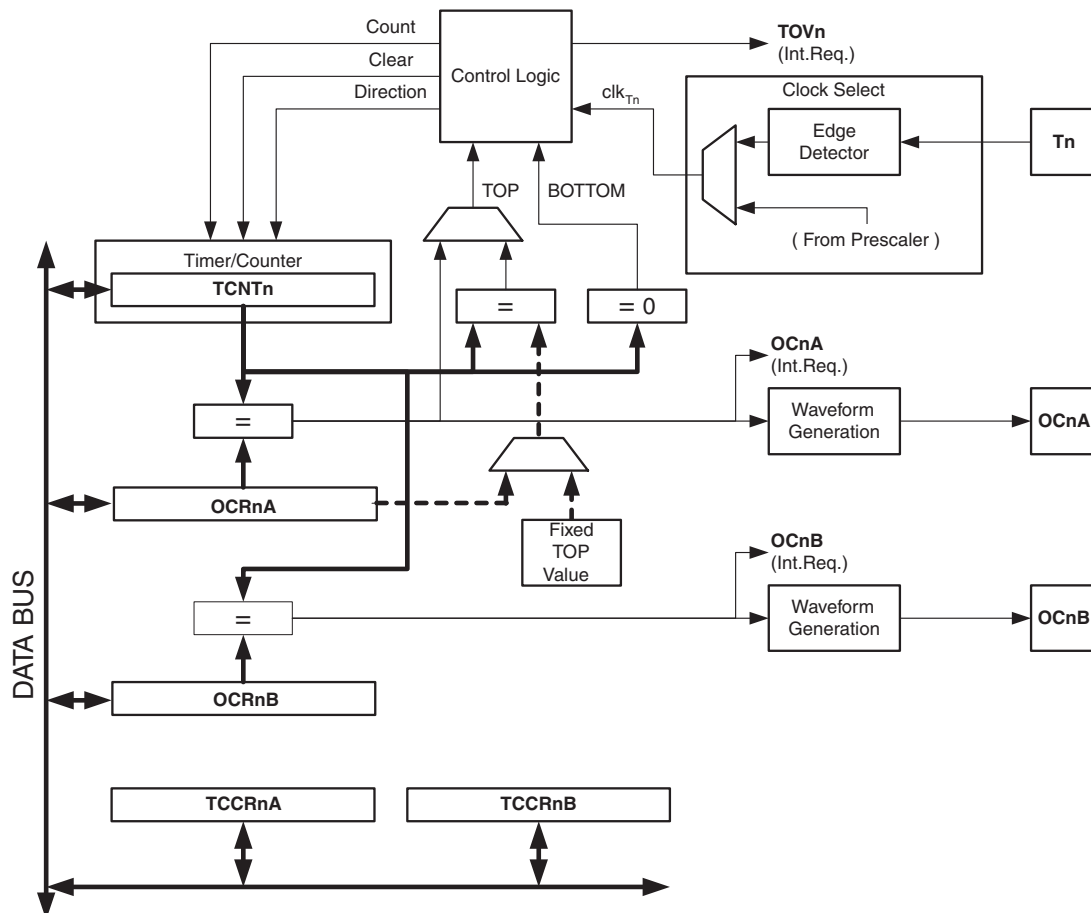 Count
Clear
Direction
Control Logic
TOVn
(Int.Req.)
clkTn
Clock Select
Edge
Detector
Tn
( From Prescaler )
TOP
BOTTOM
Timer/Counter
TCNTn
=
= 0
OCnA
(Int.Req.)
=
Waveform
Generation
OCnA
OCRnA
Fixed
TOP
Value
OCnB
(Int.Req.)
=
Waveform
Generation
OCnB
OCRnB
DATA BUS
TCCRnA
TCCRnB